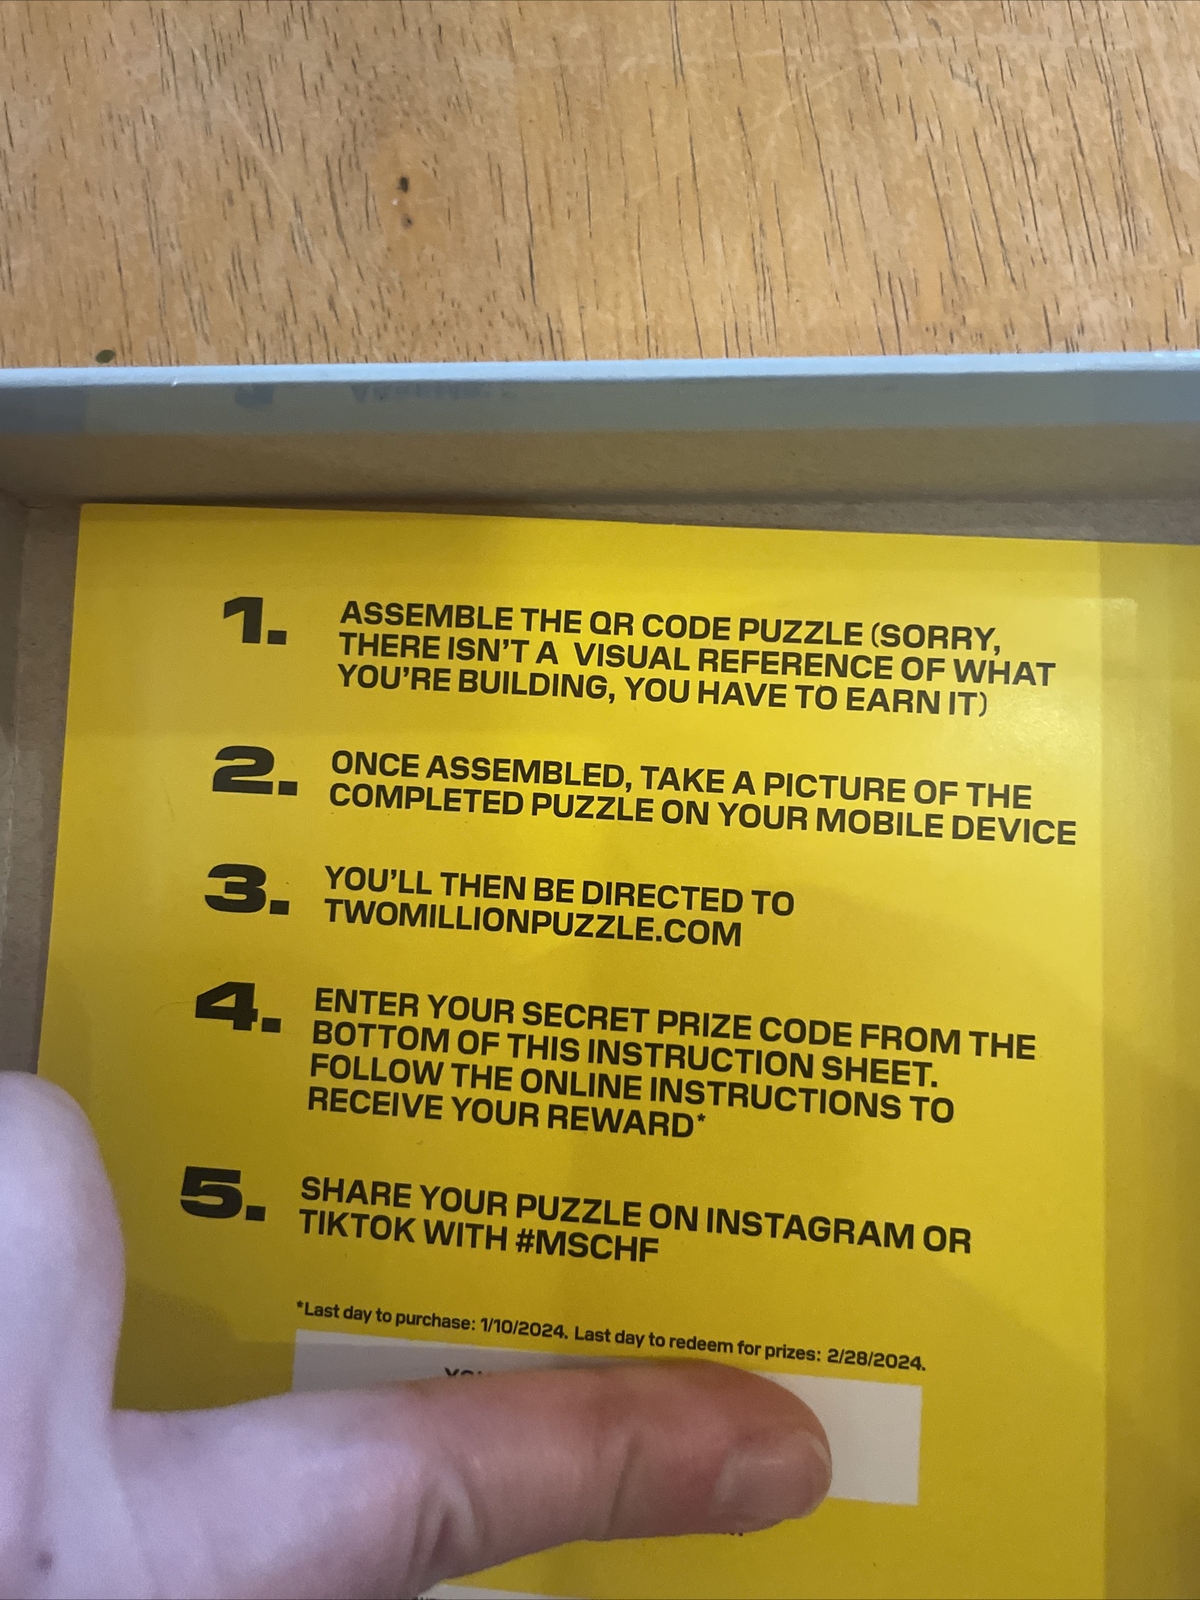 1. ASSEMBLE THE QR CODE PUZZLE (SORRY,
THERE ISN'T A VISUAL REFERENCE OF WHAT
YOU'RE BUILDING, YOU HAVE TO EARN IT)
2. ONCE ASSEMBLED, TAKE A PICTURE OF THE
COMPLETED PUZZLE ON YOUR MOBILE DEVICE
3. YOU'LL THEN BE DIRECTED TO
TWOMILLIONPUZZLE.COM
4. ENTER YOUR SECRET PRIZE CODE FROM THE
BOTTOM OF THIS INSTRUCTION SHEET.
FOLLOW THE ONLINE INSTRUCTIONS TO
RECEIVE YOUR REWARD*
5. SHARE YOUR PUZZLE ON INSTAGRAM OR
TIKTOK WITH #MSCHF
*Last day to purchase: 1/10/2024. Last day to redeem for prizes: 2/28/2024.